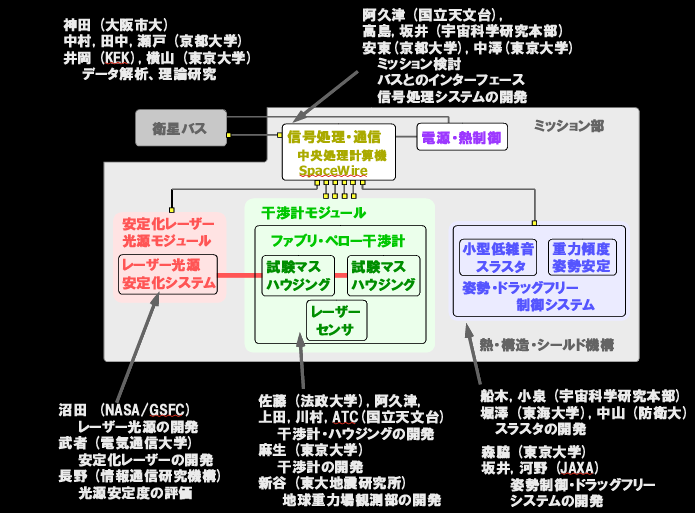 神田（大阪市大）
中村, 田中, 瀬戸（京都大学）
井岡（KEK）, 横山（東京大学）
データ解析、理論研究
阿久津（国立天文台）,
高島, 坂井（宇宙科学研究本部）
安東(京都大学), 中澤(東京大学)
ミッション検討
バスとのインターフェース
信号処理システムの開発
衛星バス
信号処理・通信
中央処理計算機
SpaceWire
電源・熱制御
ミッション部
安定化レーザー
光源モジュール
レーザー光源
安定化システム
干渉計モジュール
ファブリ・ペロー干渉計
試験マス
ハウジング
試験マス
ハウジング
レーザー
センサ
小型低雑音
スラスタ
重力傾度
姿勢安定
姿勢・ドラッグフリー
制御システム
熱・構造・シールド機構
沼田 （NASA/GSFC）
レーザー光源の開発
武者（電気通信大学）
安定化レーザーの開発
長野（情報通信研究機構）
光源安定度の評価
佐藤（法政大学）, 阿久津,
上田, 川村, ATC(国立天文台)
干渉計・ハウジングの開発
麻生（東京大学）
干渉計の開発
新谷（東大地震研究所）
地球重力場観測部の開発
船木, 小泉（宇宙科学研究本部）
堀澤（東海大学）, 中山（防衛大）
スラスタの開発
森脇（東京大学）
坂井, 河野（JAXA）
姿勢制御・ドラッグフリー
システムの開発